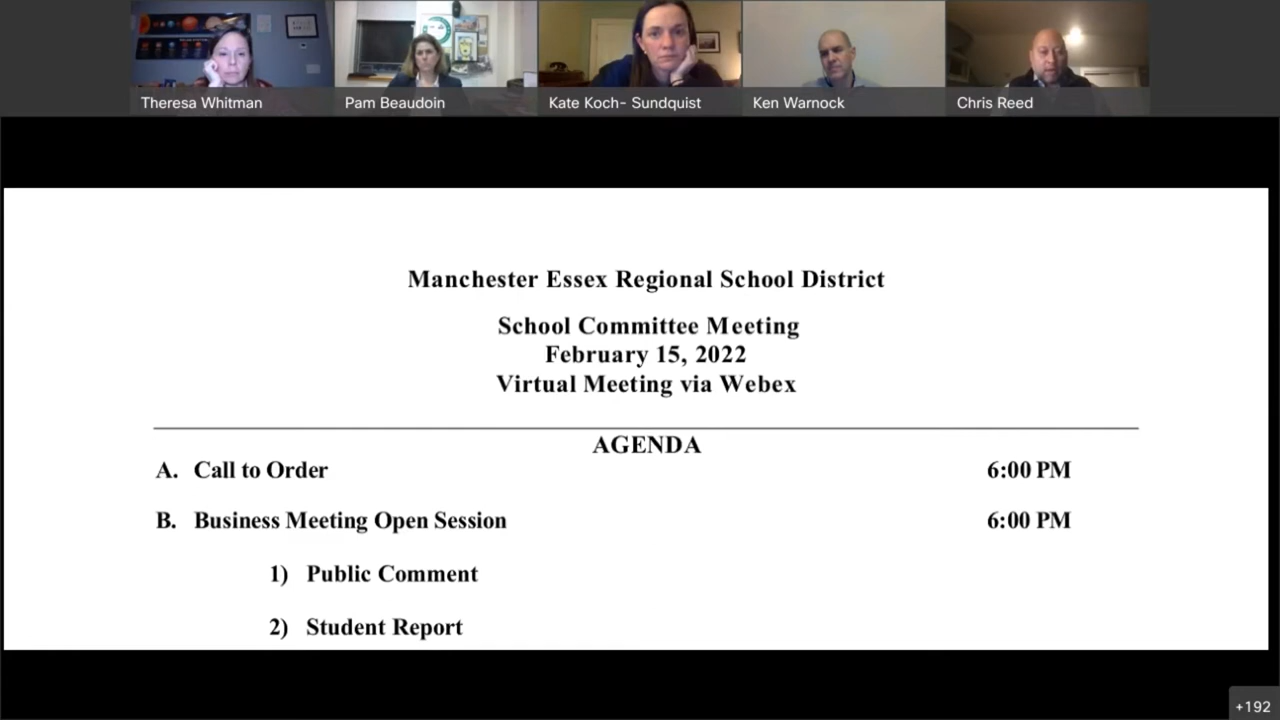 Theresa Whitman
Pam Beaudoin
Kate Koch- Sundquist
Ken Warnock
Chris Reed
Manchester Essex Regional School District
School Committee Meeting
February 15, 2022
Virtual Meeting via Webex
AGENDA
A. Call to Order 6:00 PM
B. Business Meeting Open Session 6:00 PM
1) Public Comment
2) Student Report
+192